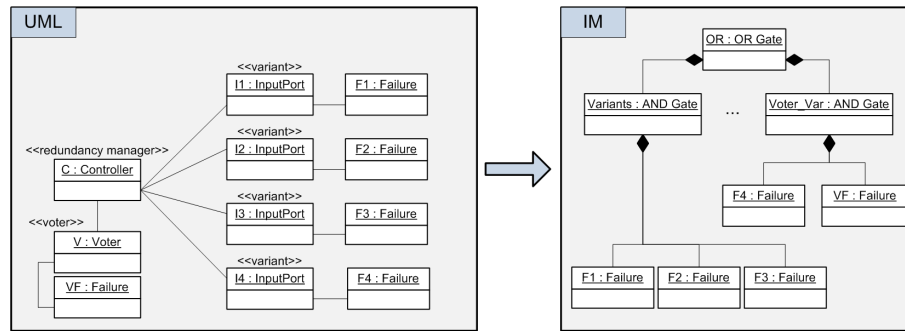 UML
<<variant>>
I1 : InputPort
F1 : Failure
<<variant>>
I2 : InputPort
F2 : Failure
<<redundancy manager>>
C : Controller
<<variant>>
I3 : InputPort
F3 : Failure
<<voter>>
V : Voter
<<variant>>
I4 : InputPort
F4 : Failure
VF : Failure
IM
OR : OR Gate
Variants : AND Gate
...
Voter_Var : AND Gate
F4 : Failure
VF : Failure
F1 : Failure
F2 : Failure
F3 : Failure